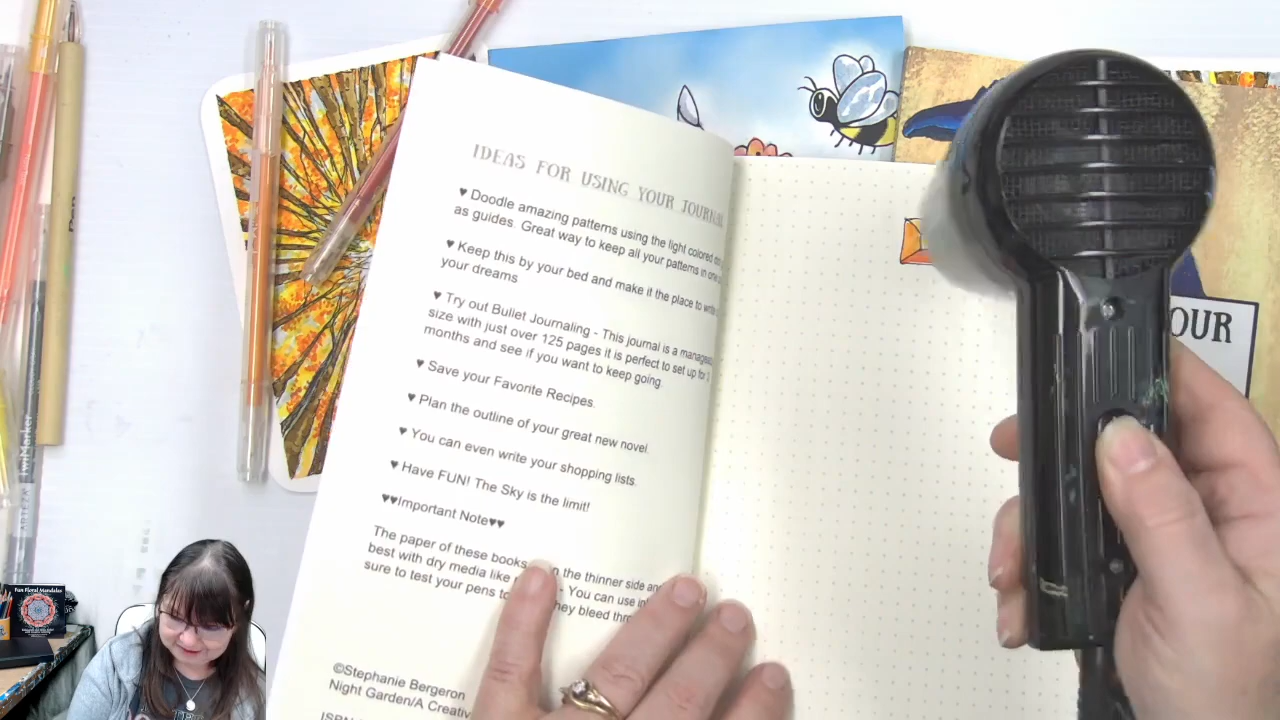 IDEAS FOR USING YOUR JOURNAL
♥ Doodle amazing patterns using the light colored
as guides. Great way to keep all your patterns in one
♥ Keep this by your bed and make it the place to
your dreams
♥ Try out Bullet Journaling - This journal is a
size with just over 125 pages it is perfect to set up for
months and see if you want to keep going.
♥ Save your Favorite Recipes.
♥ Plan the outline of your great new novel.
♥ You can even write your shopping lists.
♥ Have FUN! The Sky is the limit!
♥♥Important Note♥♥
The paper of these books the thinner side
best with dry media like You can use
sure to test your pens they bleed
©Stephanie Bergeron
Night Garden/A
OUR
Fun Floral Mandalas
ARTEZA
Pen